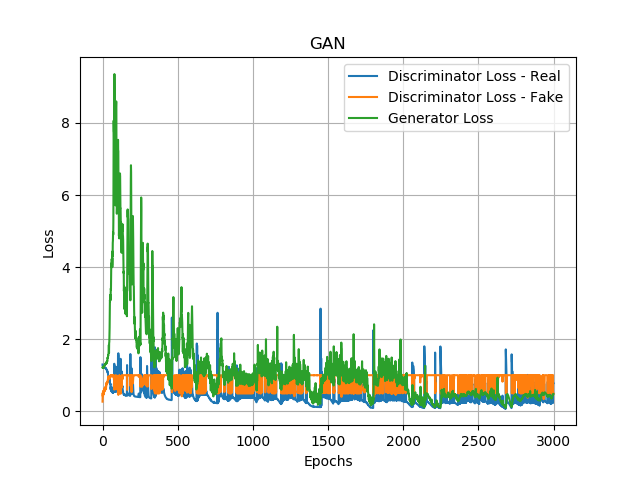 GAN
Discriminator Loss - Real
Discriminator Loss - Fake
Generator Loss
Loss
8
6
4
2
0
0 500 1000 1500 2000 2500 3000
Epochs